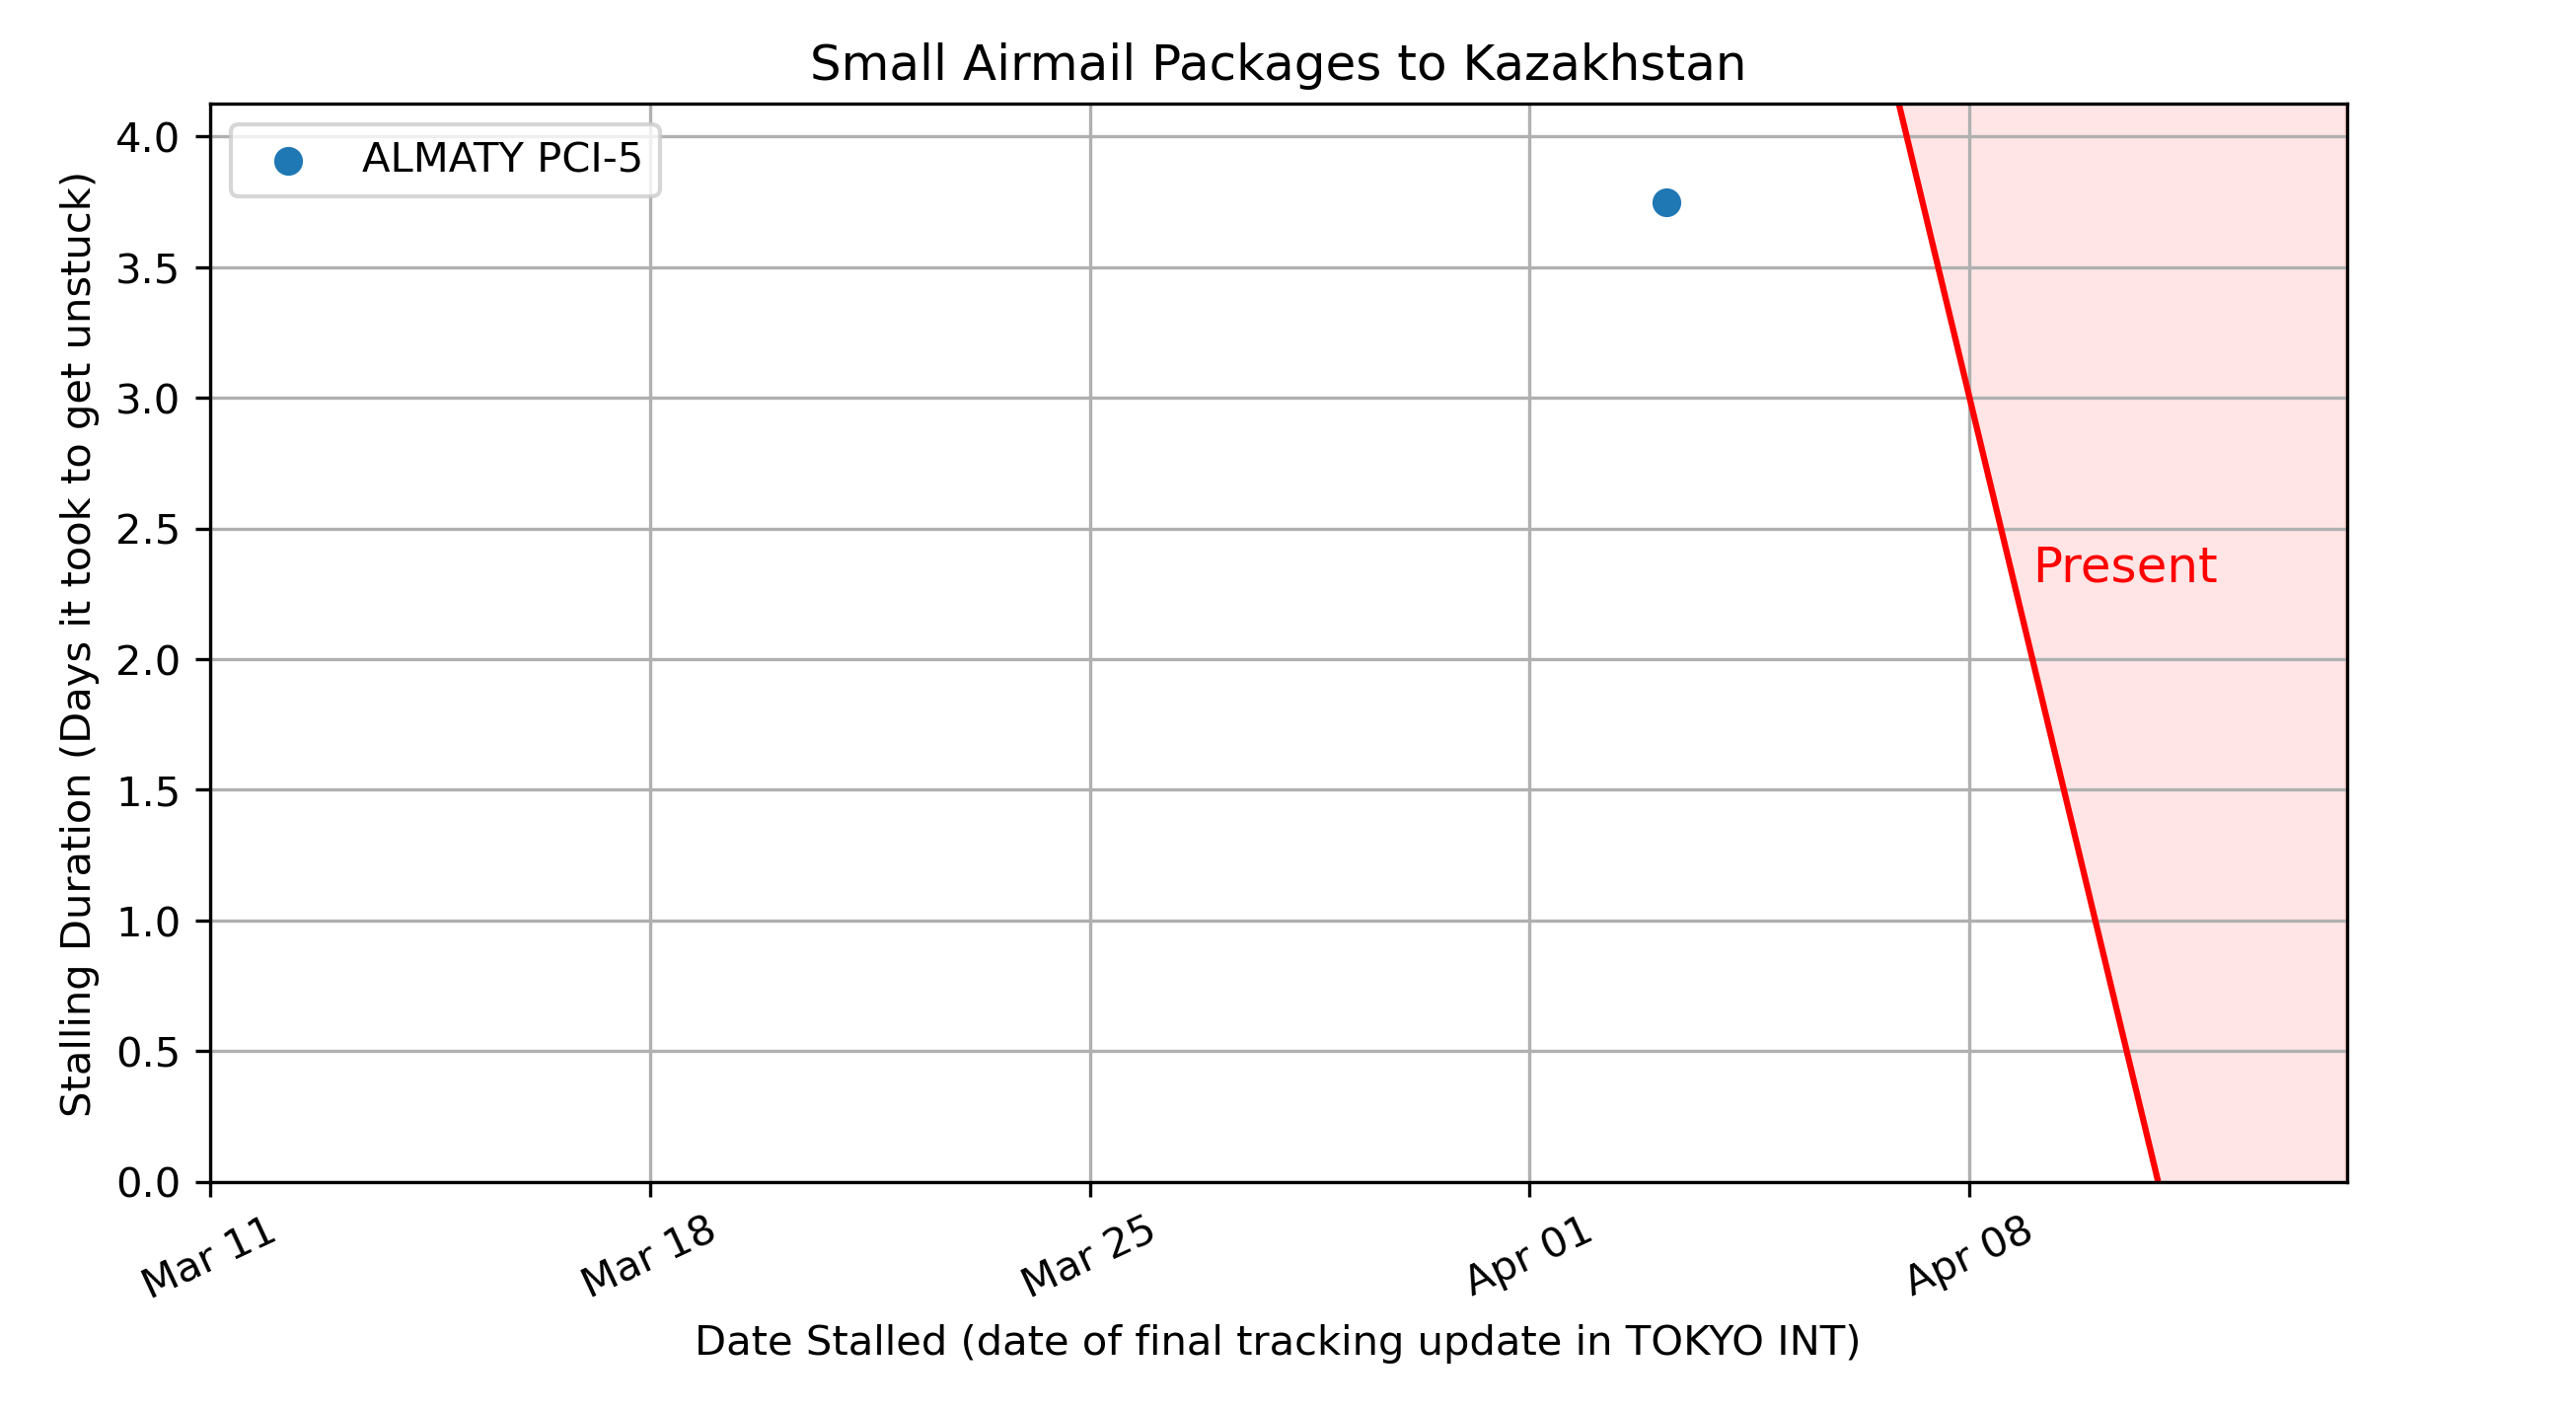 Small Airmail Packages to Kazakhstan
ALMATY PCI-5
Stalling Duration (Days it took to get unstuck)
4.0
3.5
3.0
2.5
2.0
1.5
1.0
0.5
0.0
Present
Mar 11
Mar 18
Mar 25
Apr 01
Apr 08
Date Stalled (date of final tracking update in TOKYO INT)